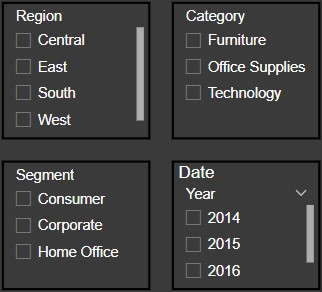 Region
Central
East
South
West
Category
Furniture
Office Supplies
Technology
Segment
Consumer
Corporate
Home Office
Date
Year
2014
2015
2016